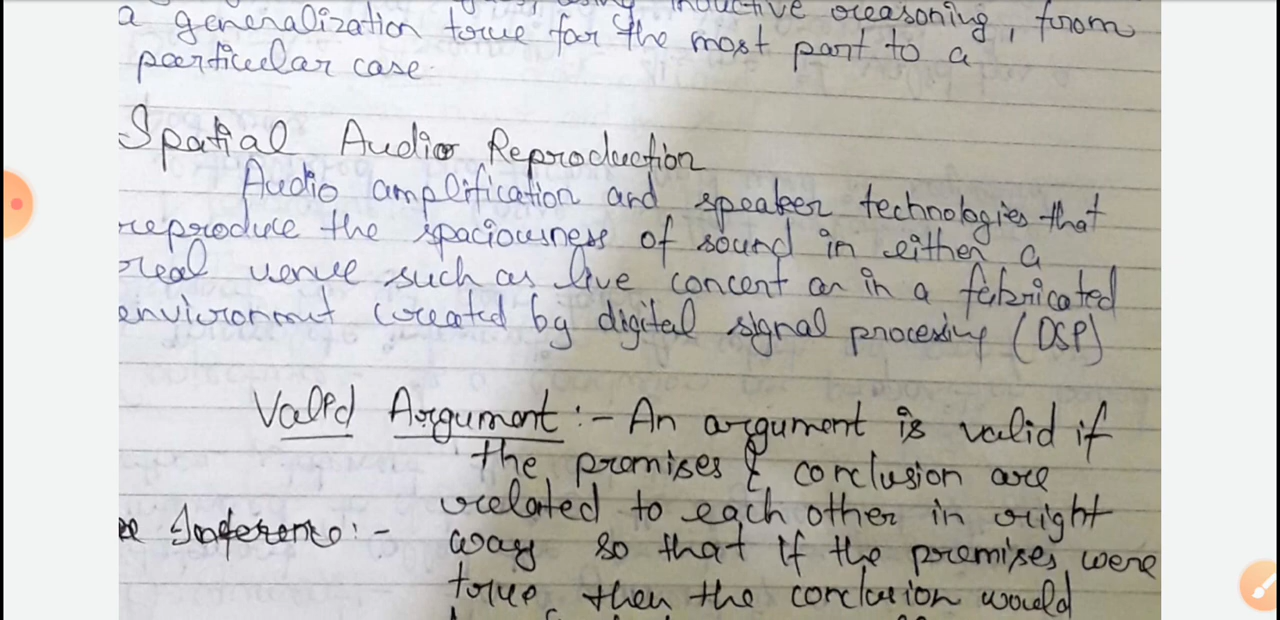 inductive reasoning, from
a generalization true for the most part to a
particular case.
Spatial Audio Reproduction
Audio amplification and speaker technologies that
reproduce the spaciousness of sound in either a
real venue such as live concert or in a fabricated
environmut created by digital signal processing (DSP)
Valid Argument :- An argument is valid if
the promises & conclusion are
related to each other in right
Inference :-
way so that if the premises were
true, then the conclusion would